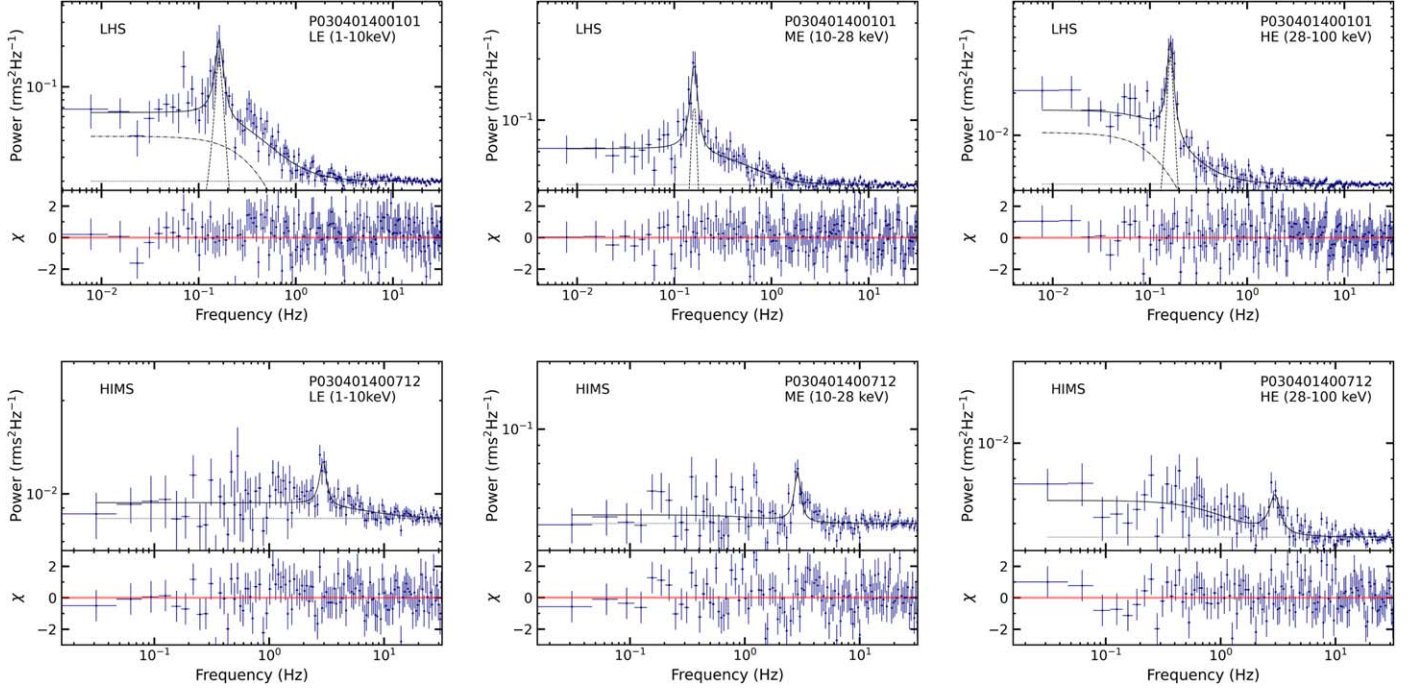 LHS
P030401400101
LE (1-10keV)
Power (rms²Hz⁻¹)
10⁻¹
χ
2
0
−2
10⁻² 10⁻¹ 10⁰ 10¹
Frequency (Hz)
LHS
P030401400101
ME (10-28 keV)
Power (rms²Hz⁻¹)
10⁻¹
χ
2
0
−2
10⁻² 10⁻¹ 10⁰ 10¹
Frequency (Hz)
LHS
P030401400101
HE (28-100 keV)
Power (rms²Hz⁻¹)
10⁻²
χ
2
0
−2
10⁻² 10⁻¹ 10⁰ 10¹
Frequency (Hz)
HIMS
P030401400712
LE (1-10keV)
Power (rms²Hz⁻¹)
10⁻²
χ
2
0
−2
10⁻¹ 10⁰ 10¹
Frequency (Hz)
HIMS
P030401400712
ME (10-28 keV)
Power (rms²Hz⁻¹)
10⁻¹
χ
2
0
−2
10⁻¹ 10⁰ 10¹
Frequency (Hz)
HIMS
P030401400712
HE (28-100 keV)
Power (rms²Hz⁻¹)
10⁻²
χ
2
0
−2
10⁻¹ 10⁰ 10¹
Frequency (Hz)